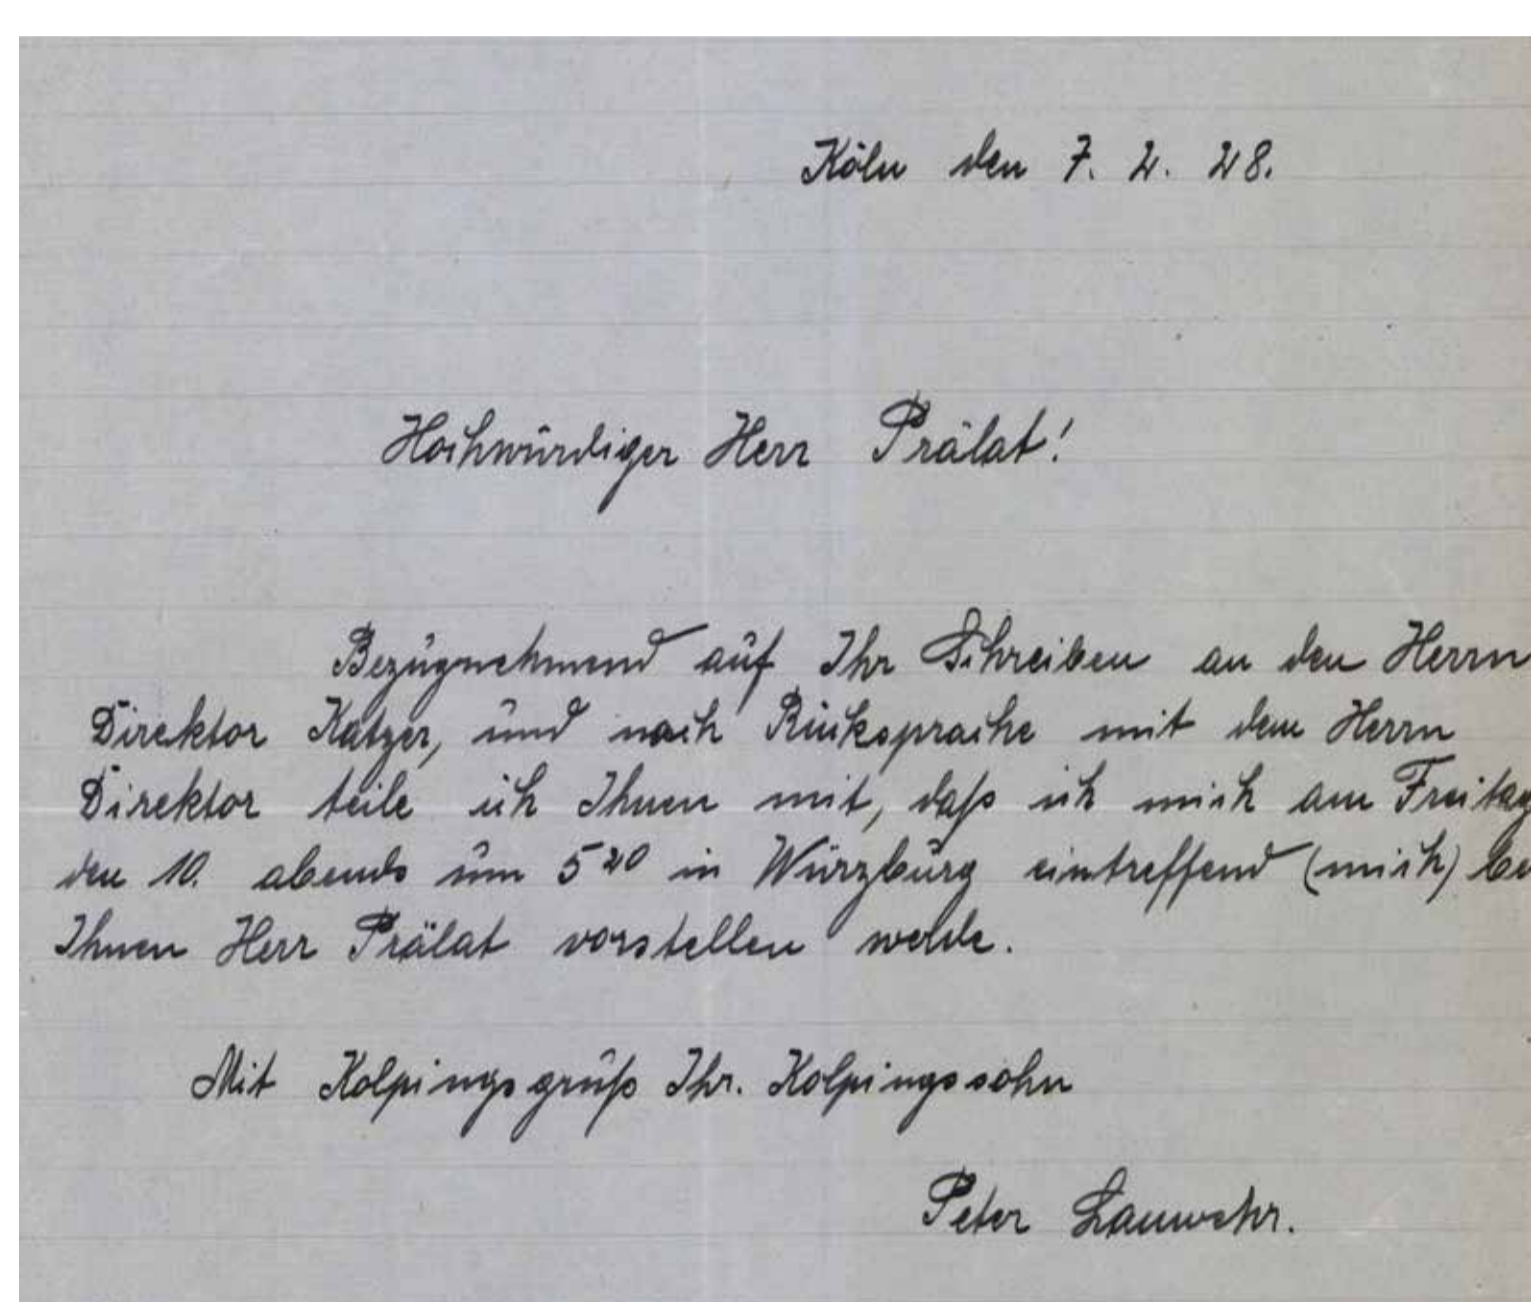 Köln den 7. 2. 28.
Hochwürdiger Herr Prälat!
Bezugnehmend auf Ihr Schreiben an den Herrn
Direktor Katzer, und nach Rücksprache mit dem Herrn
Direktor teile ich Ihnen mit, daß ich mich am Freitag
den 10. abends um 5 20 in Würzburg eintreffend (mich) be
Ihnen Herr Prälat vorstellen werde.
Mit Kolpingsgruß Ihr. Kolpingssohn
Peter